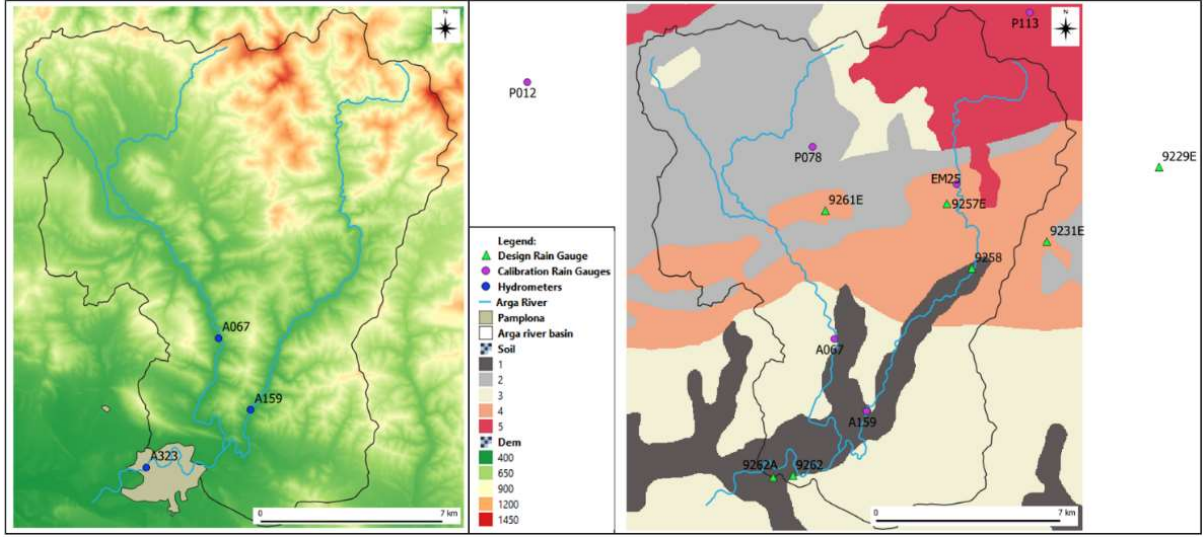 N
A067
A159
A323
0 7 km
P012
Legend:
Design Rain Gauge
Calibration Rain Gauges
Hydrometers
Arga River
Pamplona
Arga river basin
Soil
1
2
3
4
5
Dem
400
650
900
1200
1450
P113
N
P078
9229E
EM25
9261E
9257E
9231E
9258
A067
A159
9262A
9262
0 7 km